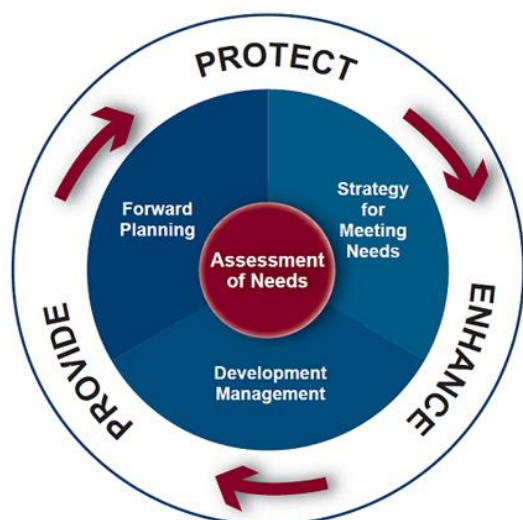 PROTECT
Forward
Planning
Strategy
for
Meeting
Needs
Assessment
of Needs
Development
Management
ENHANCE
PROVIDE